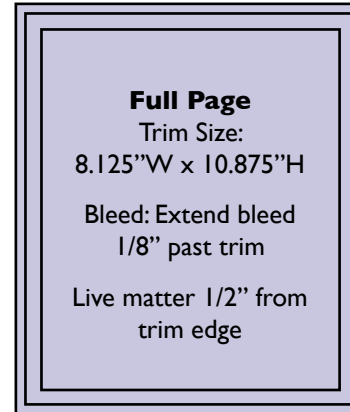 Full Page
Trim Size:
8.125”W x 10.875”H
Bleed: Extend bleed
1/8” past trim
Live matter 1/2” from
trim edge